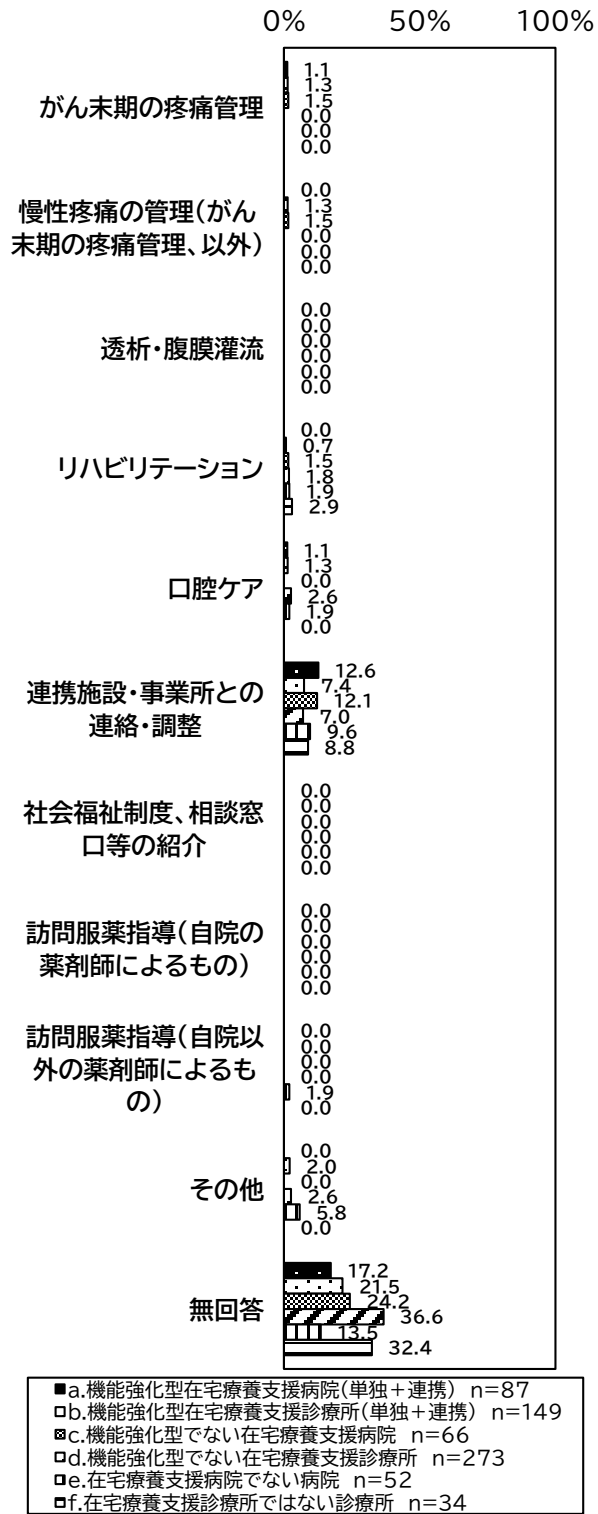 0% 50% 100%
がん末期の疼痛管理
1.1
1.3
1.5
0.0
0.0
0.0
慢性疼痛の管理(がん
末期の疼痛管理、以外)
0.0
1.3
1.5
0.0
0.0
0.0
透析・腹膜灌流
0.0
0.0
0.0
0.0
0.0
0.0
リハビリテーション
0.0
0.7
1.5
1.8
1.9
2.9
口腔ケア
1.1
1.3
0.0
2.6
1.9
0.0
連携施設・事業所との
連絡・調整
12.6
7.4
12.1
7.0
9.6
8.8
社会福祉制度、相談窓
口等の紹介
0.0
0.0
0.0
0.0
0.0
0.0
訪問服薬指導(自院の
薬剤師によるもの)
0.0
0.0
0.0
0.0
0.0
0.0
訪問服薬指導(自院以
外の薬剤師によるも
の)
0.0
0.0
0.0
0.0
1.9
0.0
その他
0.0
2.0
0.0
2.6
5.8
0.0
無回答
17.2
21.5
24.2
36.6
13.5
32.4
a.機能強化型在宅療養支援病院(単独+連携) n=87
b.機能強化型在宅療養支援診療所(単独+連携) n=149
c.機能強化型でない在宅療養支援病院 n=66
d.機能強化型でない在宅療養支援診療所 n=273
e.在宅療養支援病院でない病院 n=52
f.在宅療養支援診療所ではない診療所 n=34